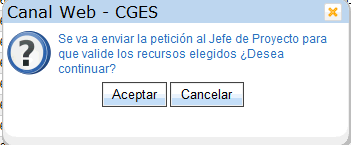 Canal Web - CGES
Se va a enviar la petición al Jefe de Proyecto para
que valide los recursos elegidos ¿Desea
continuar?
Aceptar Cancelar